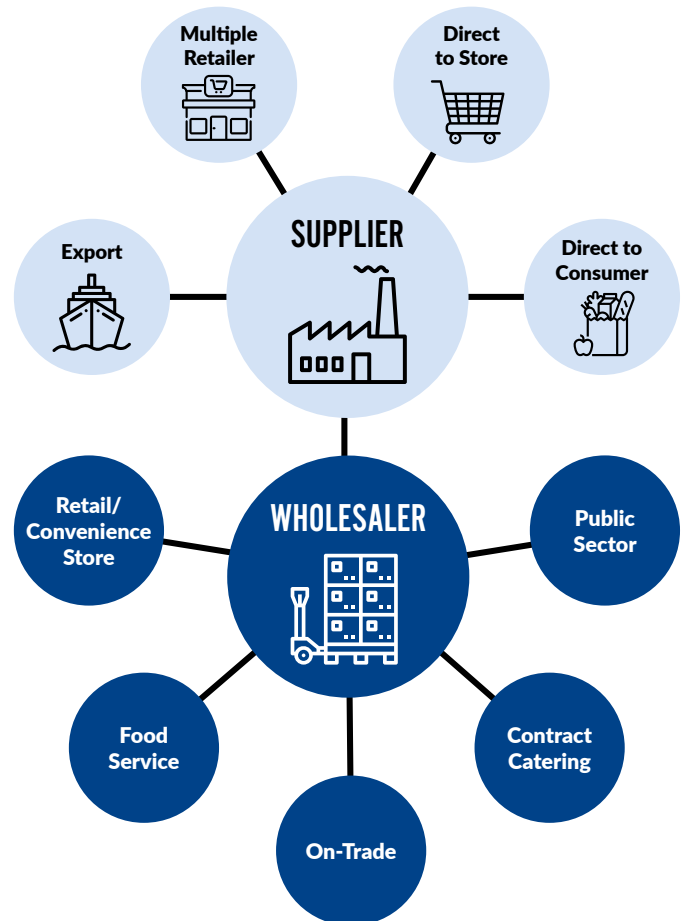 Multiple
Retailer
Direct
to Store
SUPPLIER
Export
Direct to
Consumer
WHOLESALER
Retail/
Convenience
Store
Public
Sector
Food
Service
Contract
Catering
On-Trade